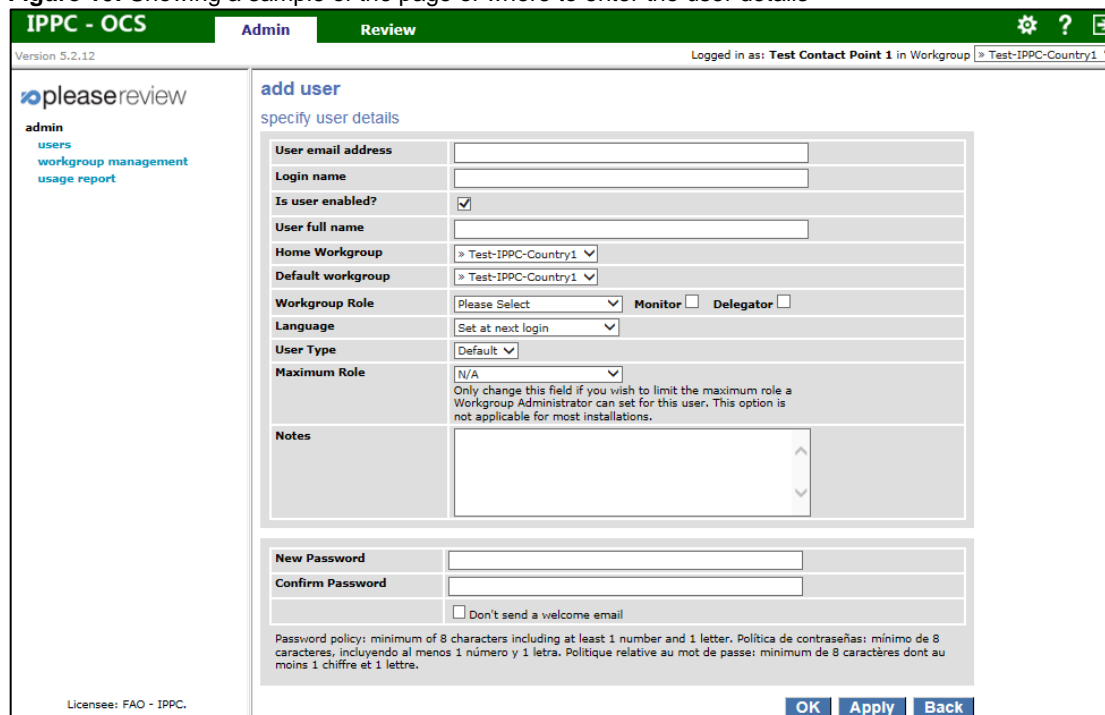 IPPC - OCS
Admin
Review
?
Version 5.2.12
Logged in as: Test Contact Point 1 in Workgroup » Test-IPPC-Country1
pleasereview
admin
users
workgroup management
usage report
add user
specify user details
User email address
Login name
Is user enabled?
User full name
Home Workgroup » Test-IPPC-Country1
Default workgroup » Test-IPPC-Country1
Workgroup Role Please Select Monitor Delegator
Language Set at next login
User Type Default
Maximum Role N/A
Only change this field if you wish to limit the maximum role a
Workgroup Administrator can set for this user. This option is
not applicable for most installations.
Notes
New Password
Confirm Password
Don't send a welcome email
Password policy: minimum of 8 characters including at least 1 number and 1 letter. Política de contraseñas: mínimo de 8
caracteres, incluyendo al menos 1 número y 1 letra. Politique relative au mot de passe: minimum de 8 caractères dont au
moins 1 chiffre et 1 lettre.
Licensee: FAO - IPPC.
OK Apply Back